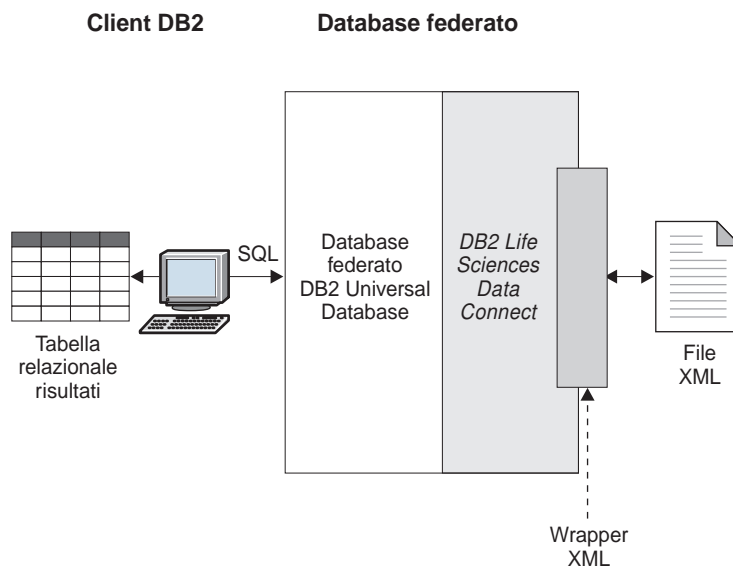 Client DB2
Database federato
SQL
Database
federato
DB2 Universal
Database
DB2 Life
Sciences
Data
Connect
Tabella
relazionale
risultati
File
XML
Wrapper
XML